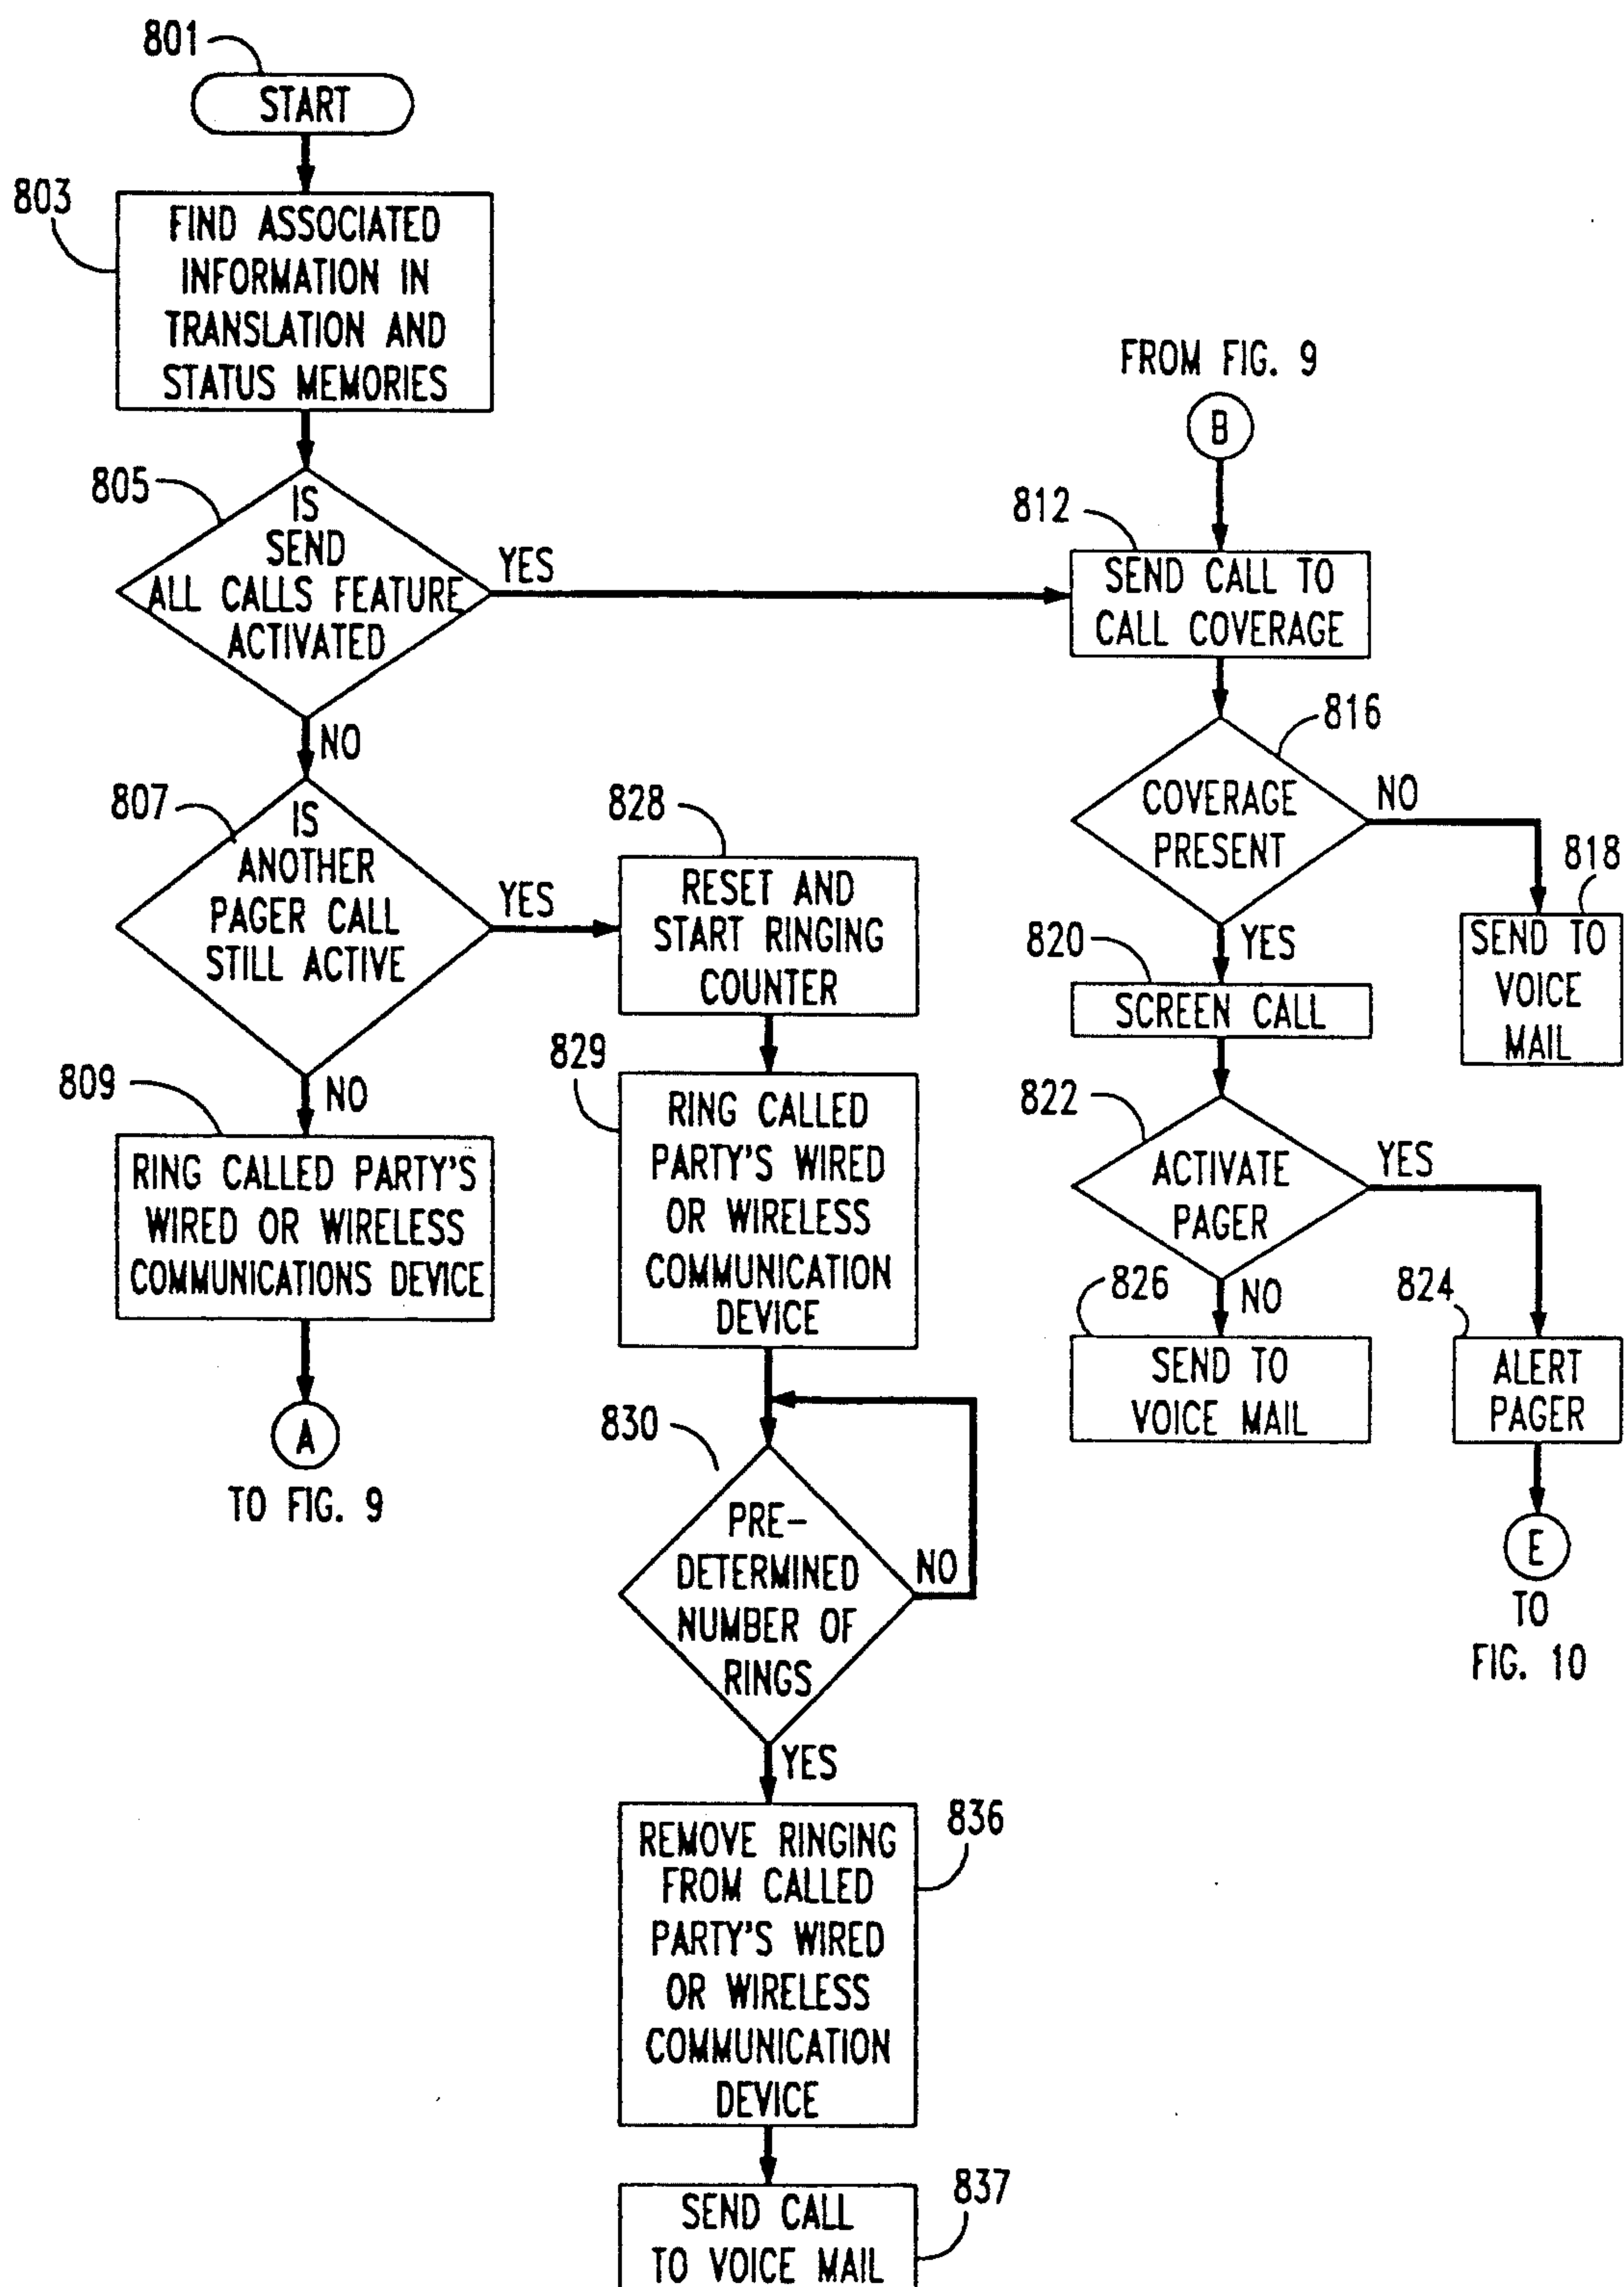 801
START
803
FIND ASSOCIATED
INFORMATION IN
TRANSLATION AND
STATUS MEMORIES
805
IS
SEND
ALL CALLS FEATURE
ACTIVATED
YES
NO
807
IS
ANOTHER
PAGER CALL
STILL ACTIVE
YES
NO
809
RING CALLED PARTY'S
WIRED OR WIRELESS
COMMUNICATIONS DEVICE
A
TO FIG. 9
828
RESET AND
START RINGING
COUNTER
829
RING CALLED
PARTY'S WIRED
OR WIRELESS
COMMUNICATION
DEVICE
830
PRE-
DETERMINED
NUMBER OF
RINGS
NO
YES
836
REMOVE RINGING
FROM CALLED
PARTY'S WIRED
OR WIRELESS
COMMUNICATION
DEVICE
837
SEND CALL
TO VOICE MAIL
FROM FIG. 9
B
812
SEND CALL TO
CALL COVERAGE
816
COVERAGE
PRESENT
NO
YES
818
SEND TO
VOICE
MAIL
820
SCREEN CALL
822
ACTIVATE
PAGER
YES
NO
826
SEND TO
VOICE MAIL
824
ALERT
PAGER
E
TO
FIG. 10